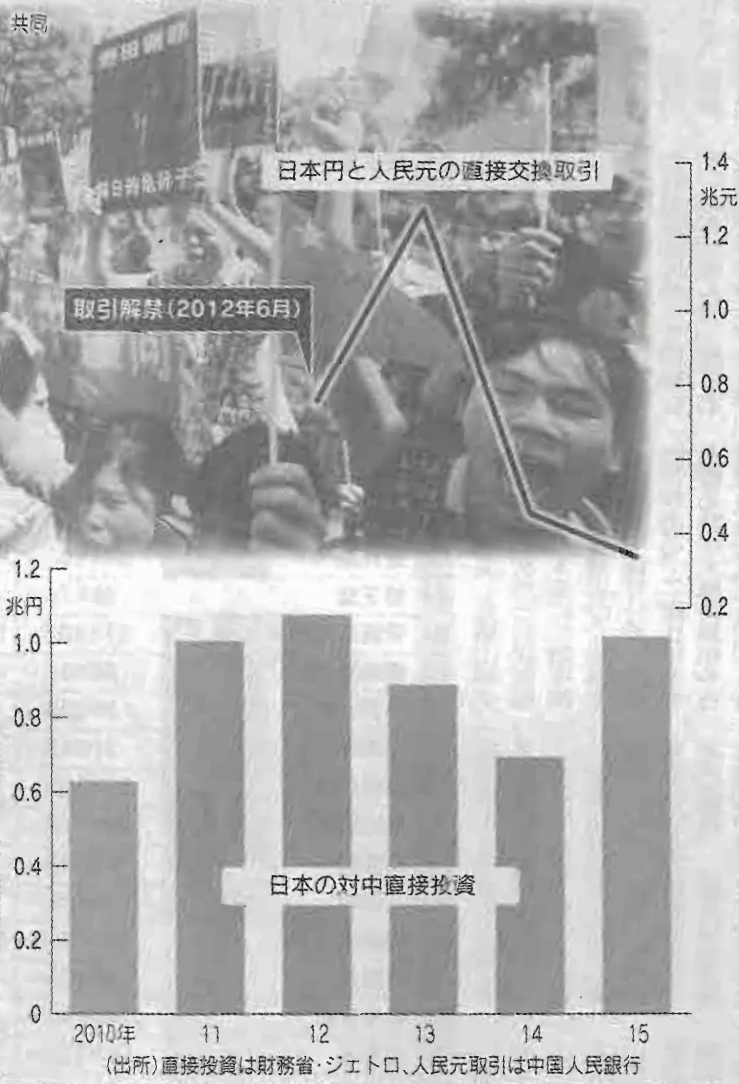 共同
日本円と人民元の直接交換取引
取引解禁(2012年6月)
1.4
兆元
1.2
1.0
0.8
0.6
0.4
0.2
1.2
兆円
1.0
0.8
0.6
0.4
0.2
0
日本の対中直接投資
2010年 11 12 13 14 15
(出所)直接投資は財務省・ジェトロ、人民元取引は中国人民銀行